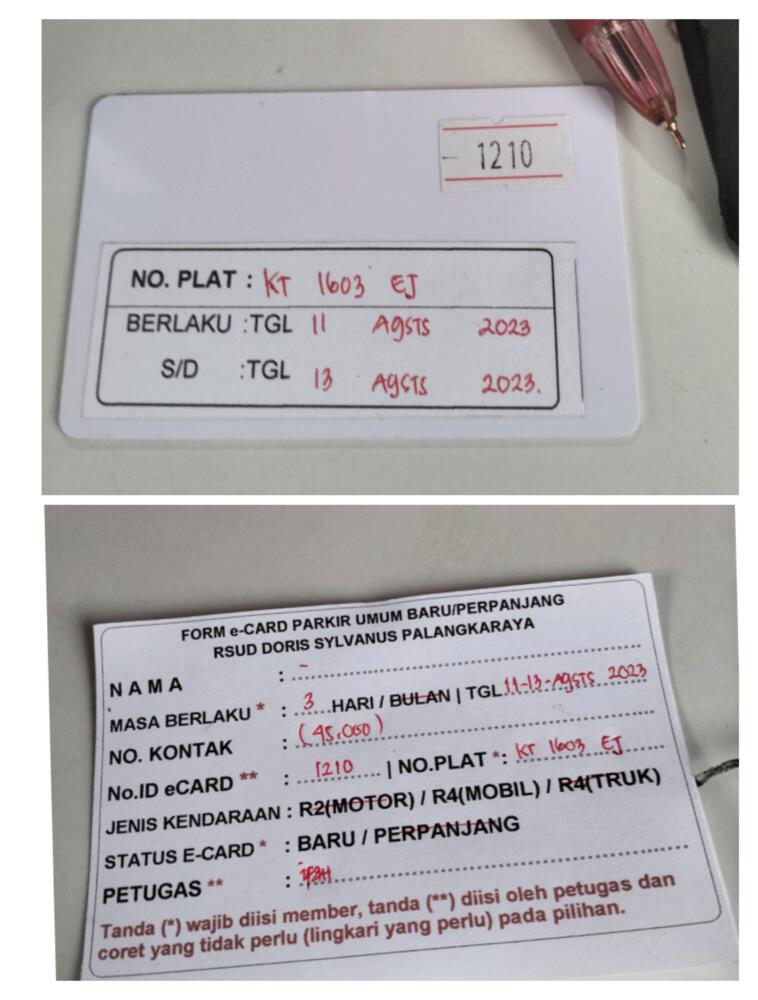 1210
NO. PLAT : KT 1603 EJ
BERLAKU :TGL 11 AgSTS 2023
S/D :TGL 13 AgSTS 2023.
FORM e-CARD PARKIR UMUM BARU/PERPANJANG
RSUD DORIS SYLVANUS PALANGKARAYA
NAMA : -
MASA BERLAKU * : 3 HARI / BULAN | TGL 11-13-AgSTS 2023
NO. KONTAK : (45.000)
No.ID eCARD ** : 1210 | NO.PLAT *: KT 1603 EJ
JENIS KENDARAAN : R2(MOTOR) / R4(MOBIL) / R4(TRUK)
STATUS E-CARD * : BARU / PERPANJANG
PETUGAS ** :
Tanda (*) wajib diisi member, tanda (**) diisi oleh petugas dan
coret yang tidak perlu (lingkari yang perlu) pada pilihan.